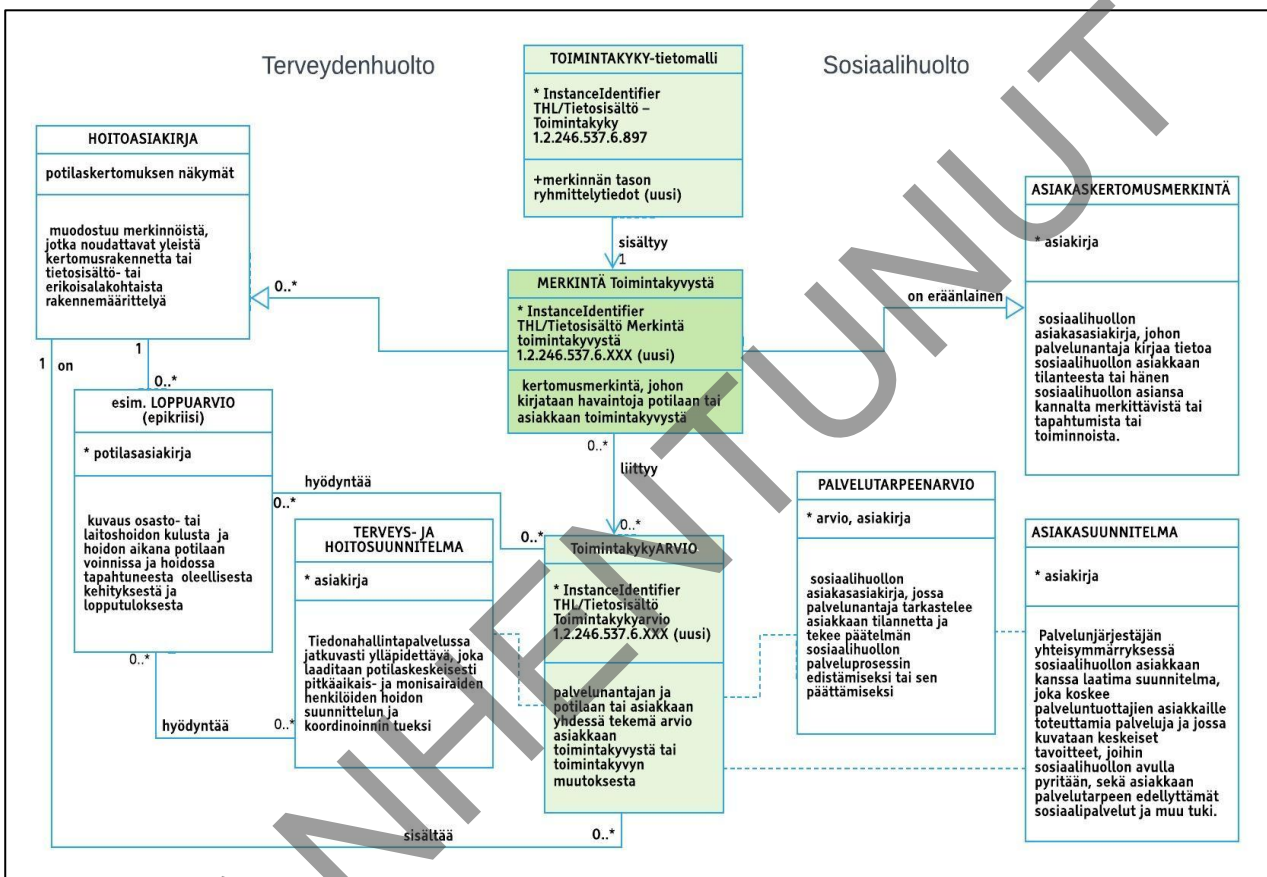 Terveydenhuolto
Sosiaalihuolto
TOIMINTAKYKY-tietomalli
* InstanceIdentifier
THL/Tietosisältö –
Toimintakyky
1.2.246.537.6.897
+merkinnän tason
ryhmittelytiedot (uusi)
sisältyy
1
HOITOASIAKIRJA
potilaskertomuksen näkymät
muodostuu merkinnöistä,
jotka noudattavat yleistä
kertomusrakennetta tai
tietosisältö- tai
erikoisalakohtaista
rakennemäärittelyä
0..*
MERKINTÄ Toimintakyvystä
* InstanceIdentifier
THL/Tietosisältö Merkintä
toimintakyvystä
1.2.246.537.6.XXX (uusi)
kertomusmerkintä, johon
kirjataan havaintoja potilaan tai
asiakkaan toimintakyvystä
on eräänlainen
ASIAKASKERTOMUSMERKINTÄ
* asiakirja
sosiaalihuollon
asiakasasiakirja, johon
palvelunantaja kirjaa tietoa
sosiaalihuollon asiakkaan
tilanteesta tai hänen
sosiaalihuollon asiansa
kannalta merkittävistä tai
tapahtumista tai
toiminnoista.
1
on
1
0..*
esim. LOPPUARVIO
(epikriisi)
* potilasasiakirja
kuvaus osasto- tai
laitoshoidon kulusta ja
hoidon aikana potilaan
voinnissa ja hoidossa
tapahtuneesta oleellisesta
kehityksestä ja
lopputuloksesta
0..*
liittyy
0..*
hyödyntää
0..*
0..*
TERVEYS- JA
HOITOSUUNNITELMA
* asiakirja
Tiedonahallintapalvelussa
jatkuvasti ylläpidettävä, joka
laaditaan potilaskeskeisesti
pitkäaikais- ja monisairaiden
henkilöiden hoidon
suunnittelun ja
koordinoinnin tueksi
0..*
hyödyntää
0..*
ToimintakykyARVIO
* InstanceIdentifier
THL/Tietosisältö
Toimintakykyarvio
1.2.246.537.6.XXX (uusi)
palvelunantajan ja
potilaan tai asiakkaan
yhdessä tekemä arvio
asiakkaan
toimintakyvystä tai
toimintakyvyn
muutoksesta
PALVELUTARPEENARVIO
* arvio, asiakirja
sosiaalihuollon
asiakasasiakirja, jossa
palvelunantaja tarkastelee
asiakkaan tilannetta ja
tekee päätelmän
sosiaalihuollon
palveluprosessin
edistämiseksi tai sen
päättämiseksi
ASIAKASUUNNITELMA
* asiakirja
Palvelunjärjestäjän
yhteisymmärryksessä
sosiaalihuollon asiakkaan
kanssa laatima suunnitelma,
joka koskee
palveluntuottajien asiakkaille
toteuttamia palveluja ja jossa
kuvataan keskeiset
tavoitteet, joihin
sosiaalihuollon avulla
pyritään, sekä asiakkaan
palvelutarpeen edellyttämät
sosiaalipalvelut ja muu tuki.
sisältää
0..*
VANHENTUNUT